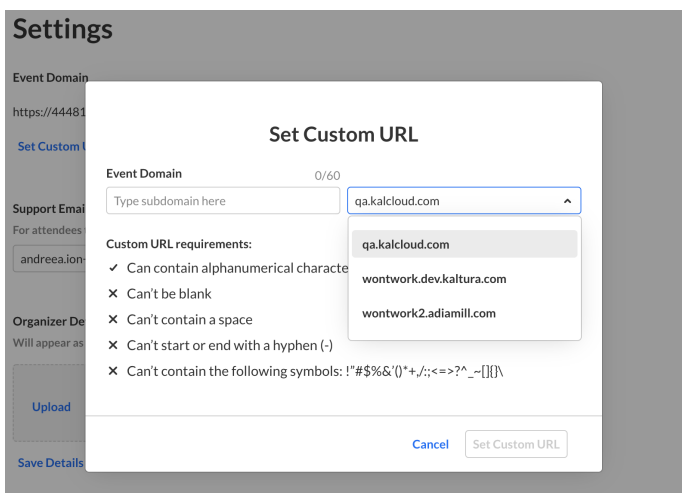 Settings
Event Domain
https://44481
Set Custom
Support Emai
For attendees
andreea.ion-
Organizer De
Will appear as
Upload
Save Details
Set Custom URL
Event Domain
0/60
Type subdomain here
qa.kalcloud.com
qa.kalcloud.com
wontwork.dev.kaltura.com
wontwork2.adiamill.com
Custom URL requirements:
Can contain alphanumerical characte
Can't be blank
Can't contain a space
Can't start or end with a hyphen (-)
Can't contain the following symbols: !"#$%&'()*+,/:;<=>?^_~[]{}\
Cancel
Set Custom URL